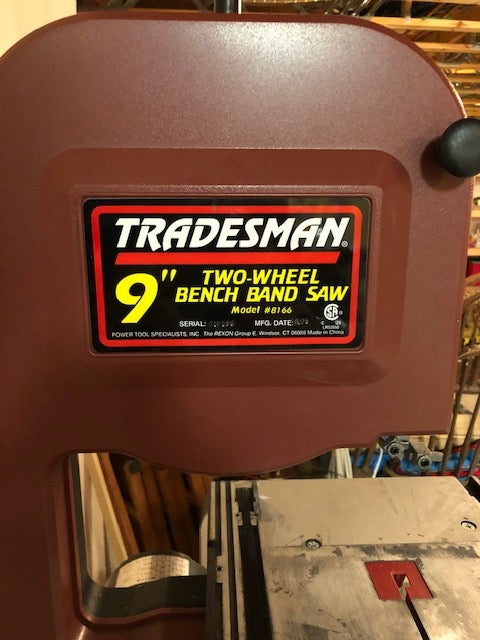 TRADESMAN®
9" TWO-WHEEL
BENCH BAND SAW
Model #8166
SERIAL: MFG. DATE:
POWER TOOL SPECIALISTS, INC. The REXON Group E. Windsor, CT 06088 Made in China
C US